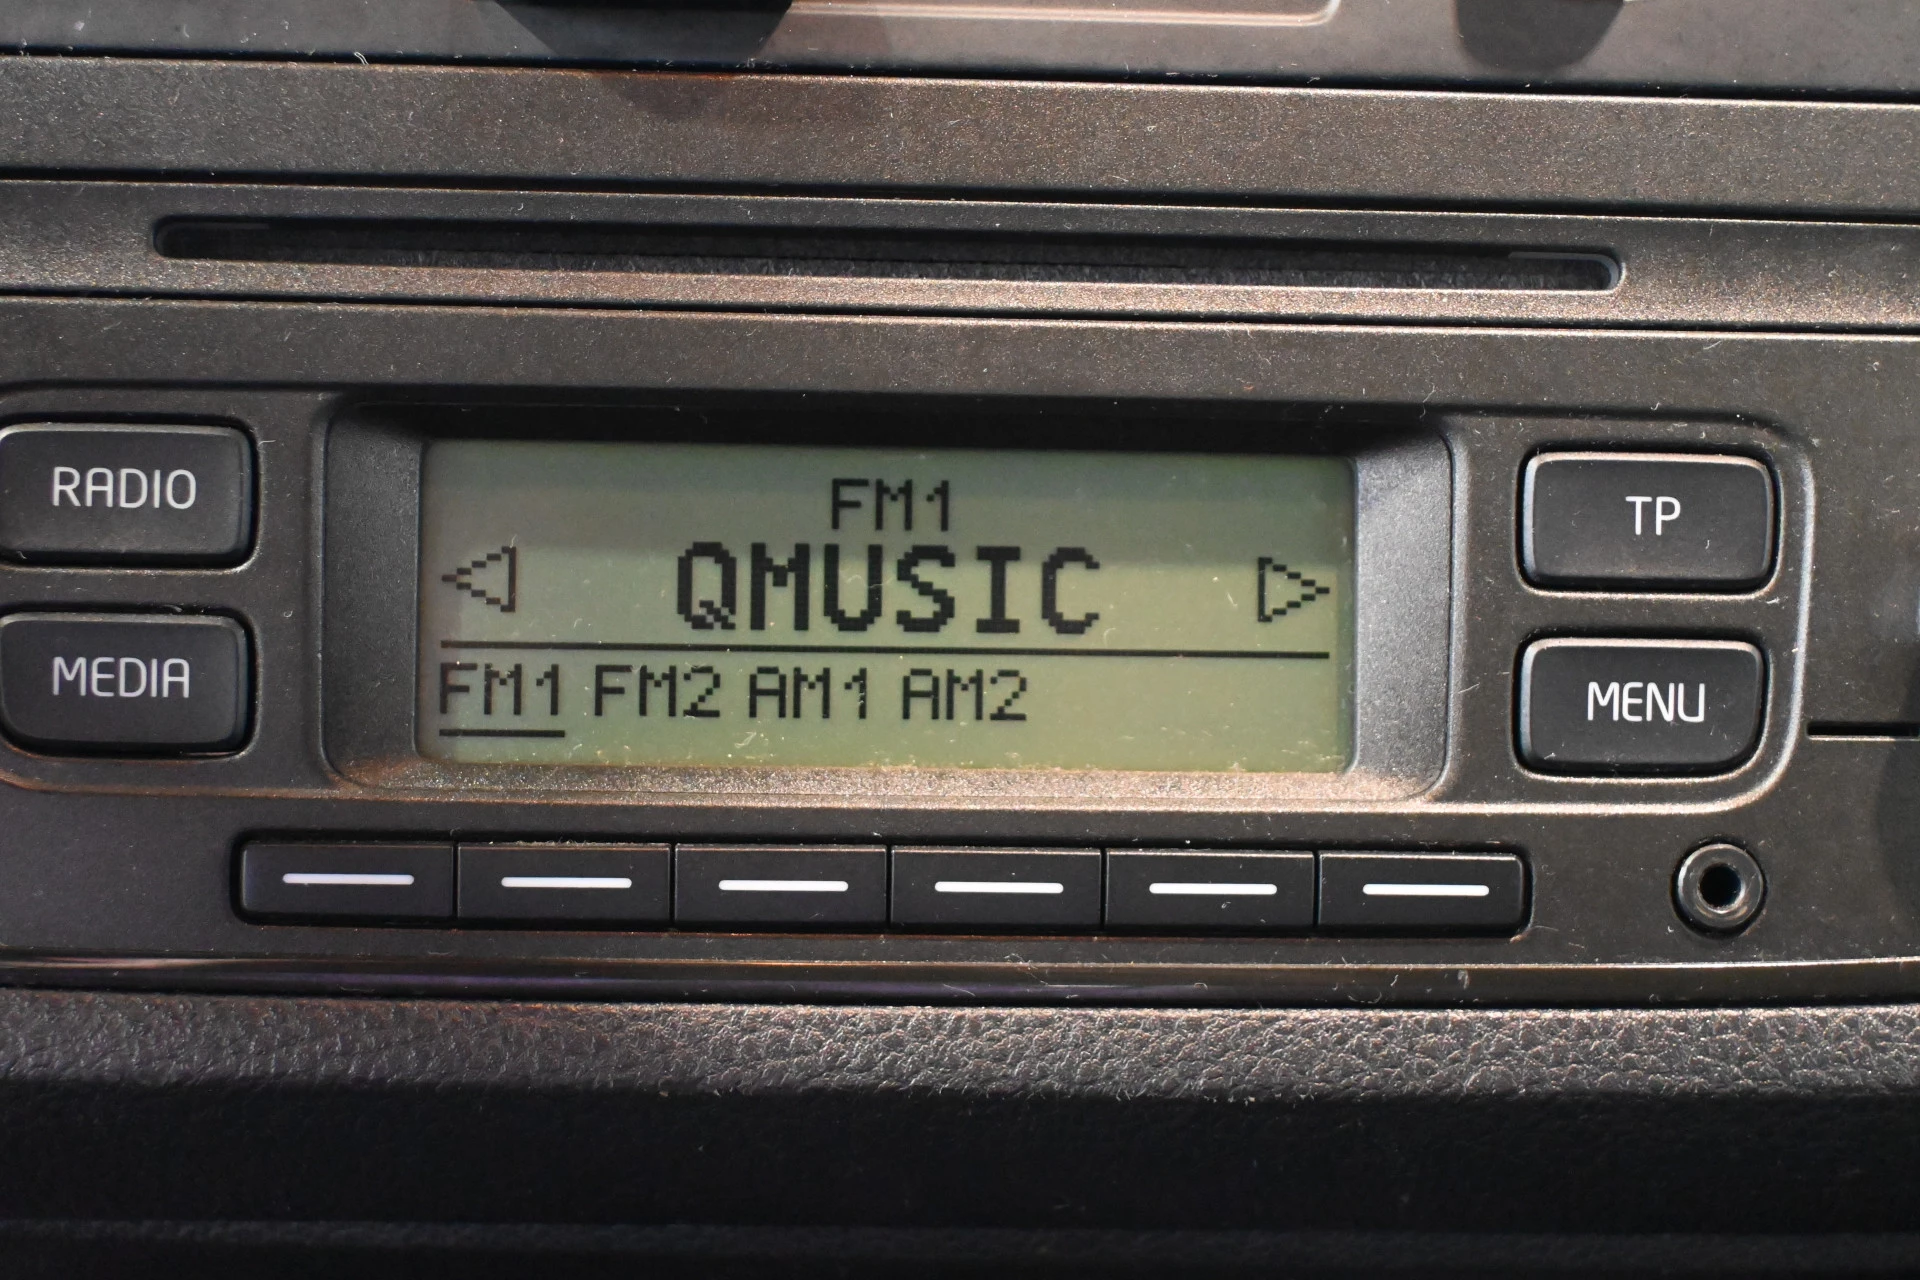 RADIO
MEDIA
FM1
QMUSIC
FM1 FM2 AM1 AM2
TP
MENU